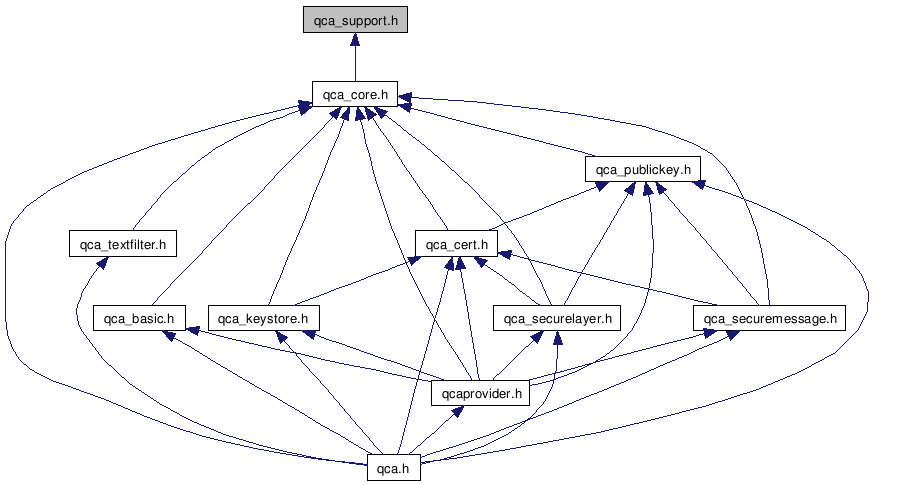 qca_support.h
qca_core.h
qca_publickey.h
qca_textfilter.h
qca_cert.h
qca_basic.h
qca_keystore.h
qca_securelayer.h
qca_securemessage.h
qcaprovider.h
qca.h